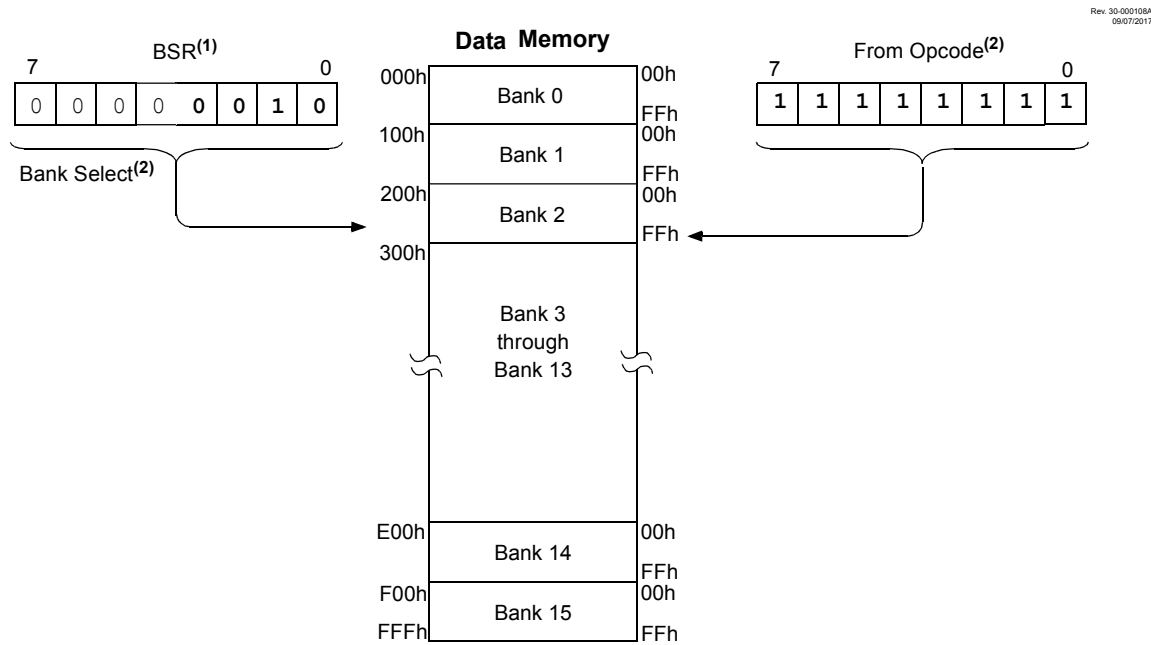 Rev. 30-000108A
09/07/2017
BSR(1)
7 0
0 0 0 0 0 0 1 0
Bank Select(2)
Data Memory
000h Bank 0 00h
FFh
100h Bank 1 00h
FFh
200h Bank 2 00h
FFh
300h
Bank 3
through
Bank 13
E00h Bank 14 00h
FFh
F00h Bank 15 00h
FFFh FFh
From Opcode(2)
7 0
1 1 1 1 1 1 1 1